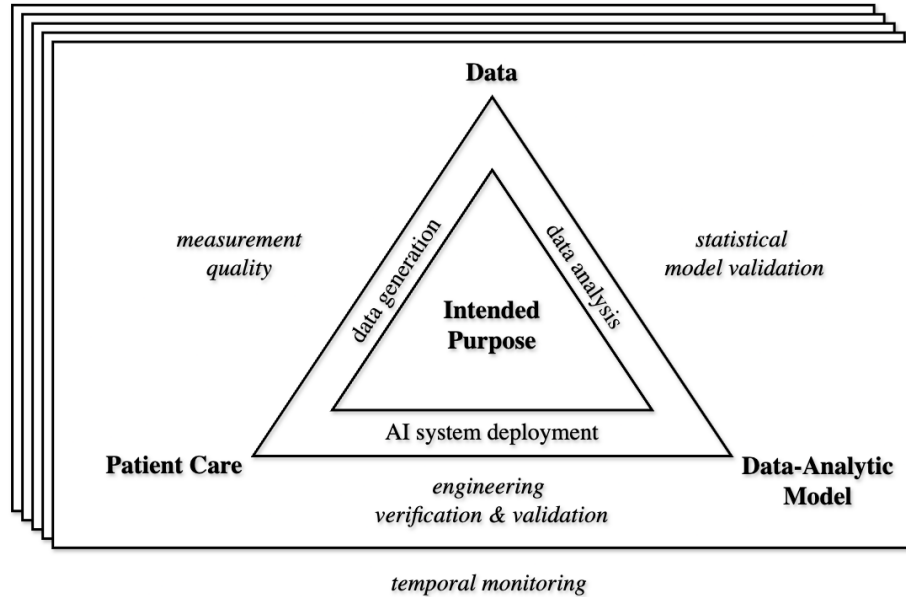 Data
measurement
quality
data generation
data analysis
statistical
model validation
Intended
Purpose
AI system deployment
Patient Care
Data-Analytic
Model
engineering
verification & validation
temporal monitoring